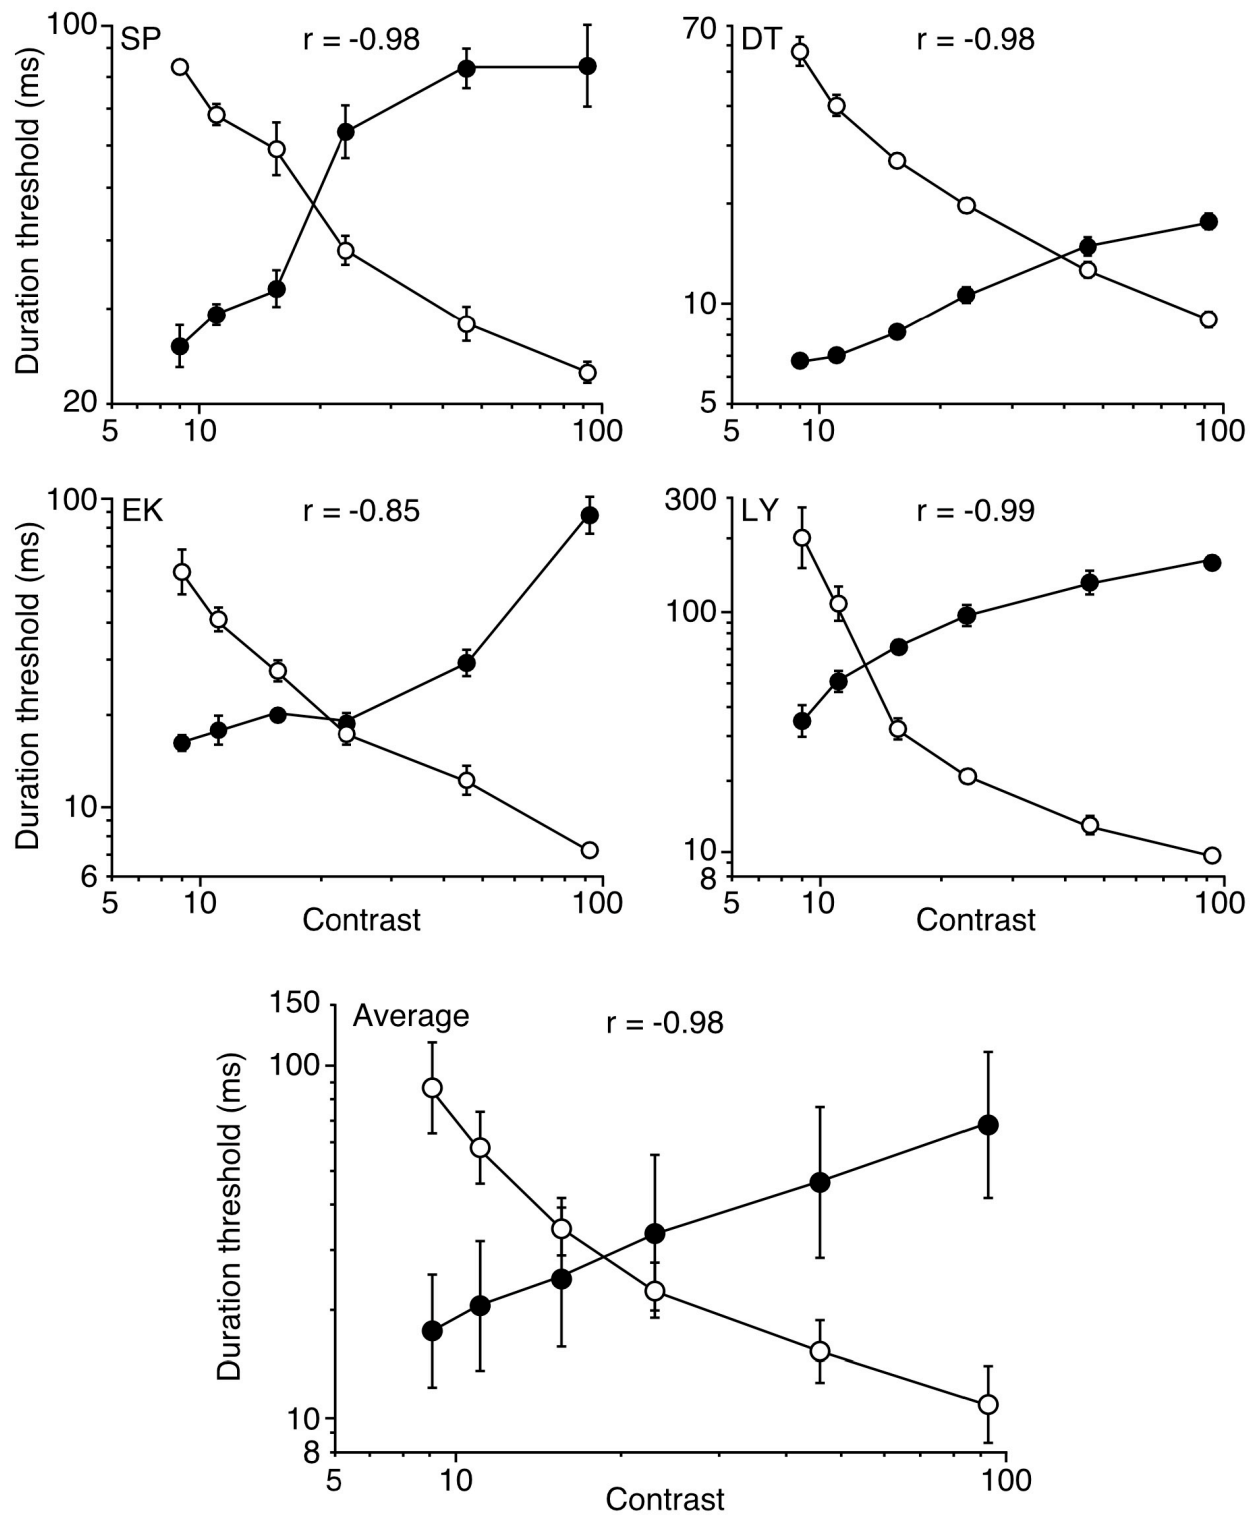 100
SP
r = -0.98
Duration threshold (ms)
20
5
10
100
70
DT
r = -0.98
10
5
5
10
100
100
EK
r = -0.85
Duration threshold (ms)
10
6
5
10
100
Contrast
300
LY
r = -0.99
100
10
8
5
10
100
Contrast
150
Average
r = -0.98
100
Duration threshold (ms)
10
8
5
10
100
Contrast